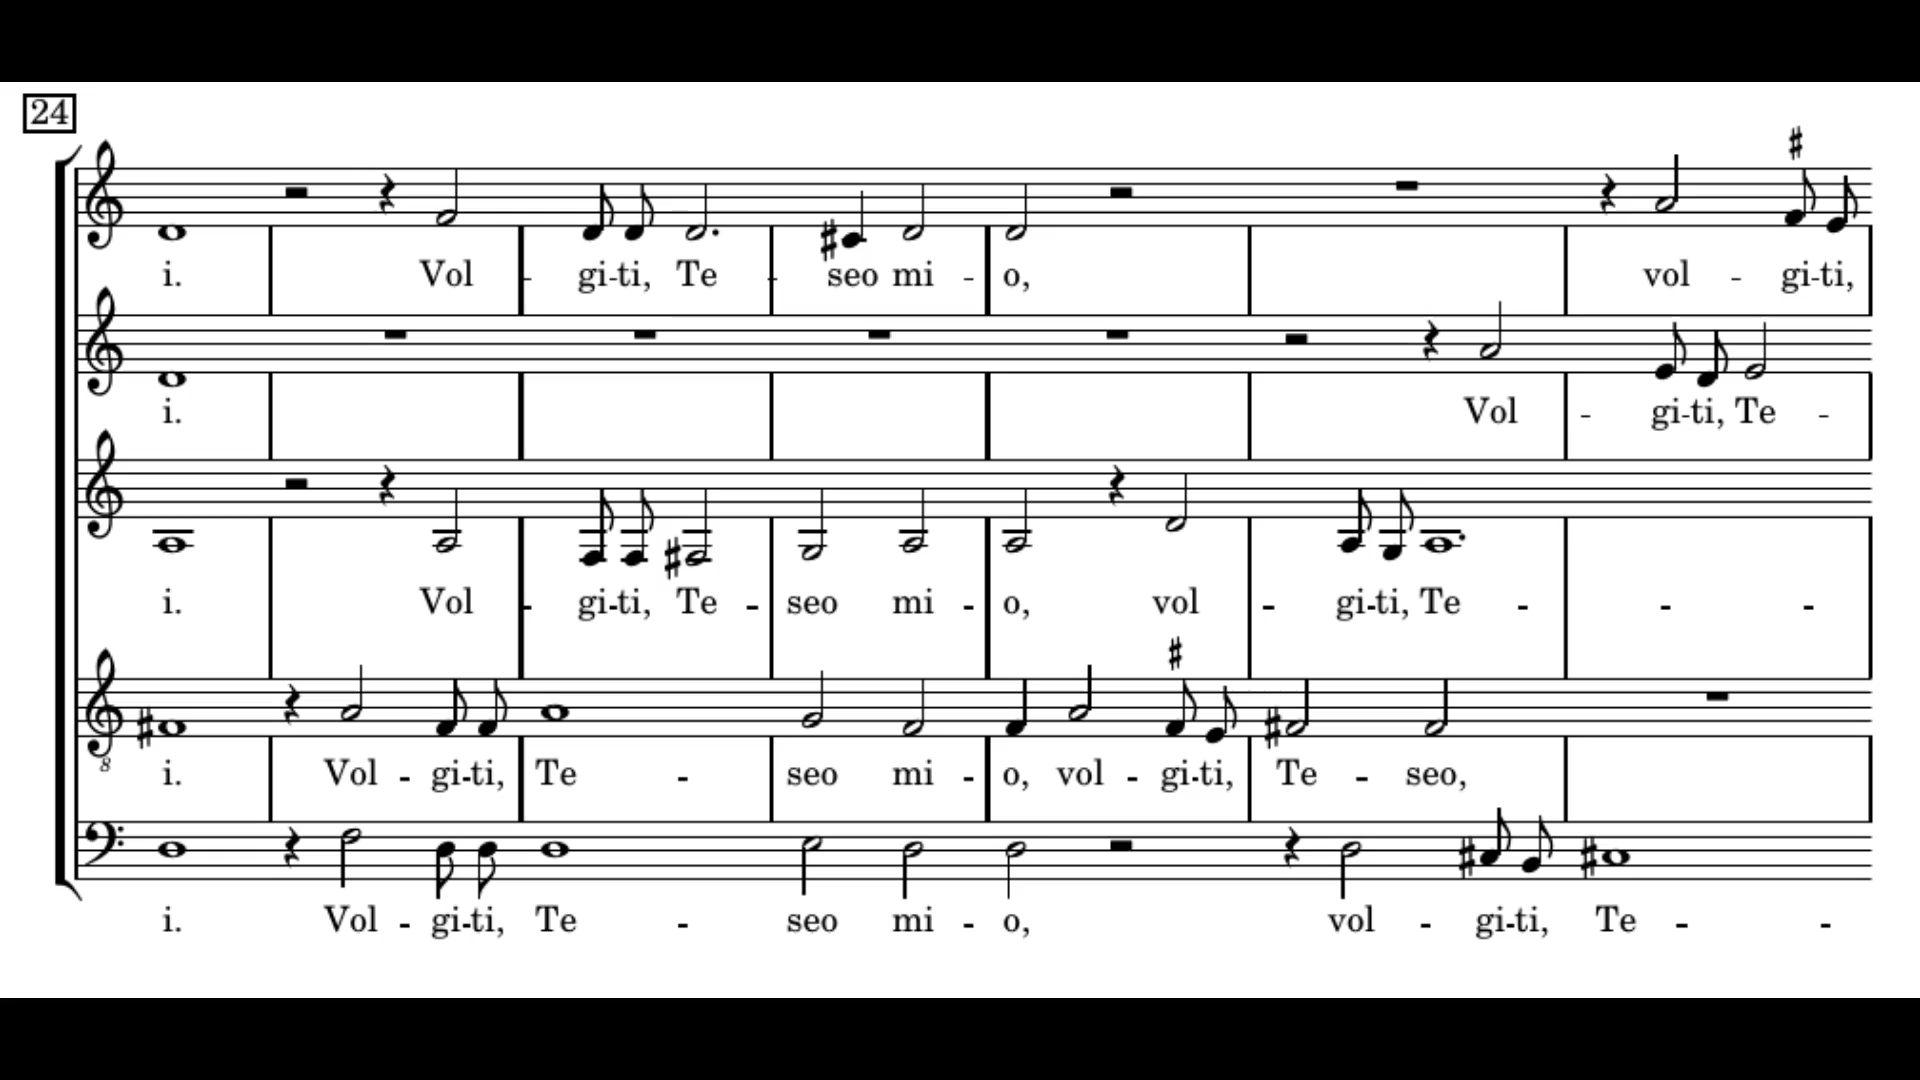 24
i. Vol - gi-ti, Te - seo mi - o, vol - gi-ti,
i. Vol - gi-ti, Te -
i. Vol - gi-ti, Te - seo mi - o, vol - gi-ti, Te - - -
i. Vol - gi-ti, Te - seo mi - o, vol - gi-ti, Te - seo,
8
i. Vol - gi-ti, Te - seo mi - o, vol - gi-ti, Te - -